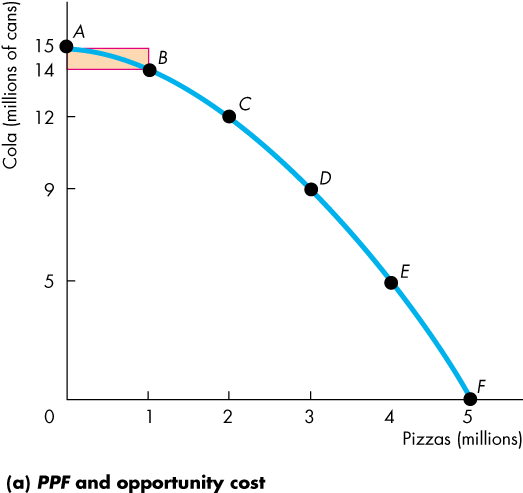 A
15
B
14
C
12
D
9
E
5
F
0 1 2 3 4 5
Cola (millions of cans)
Pizzas (millions)
(a) PPF and opportunity cost